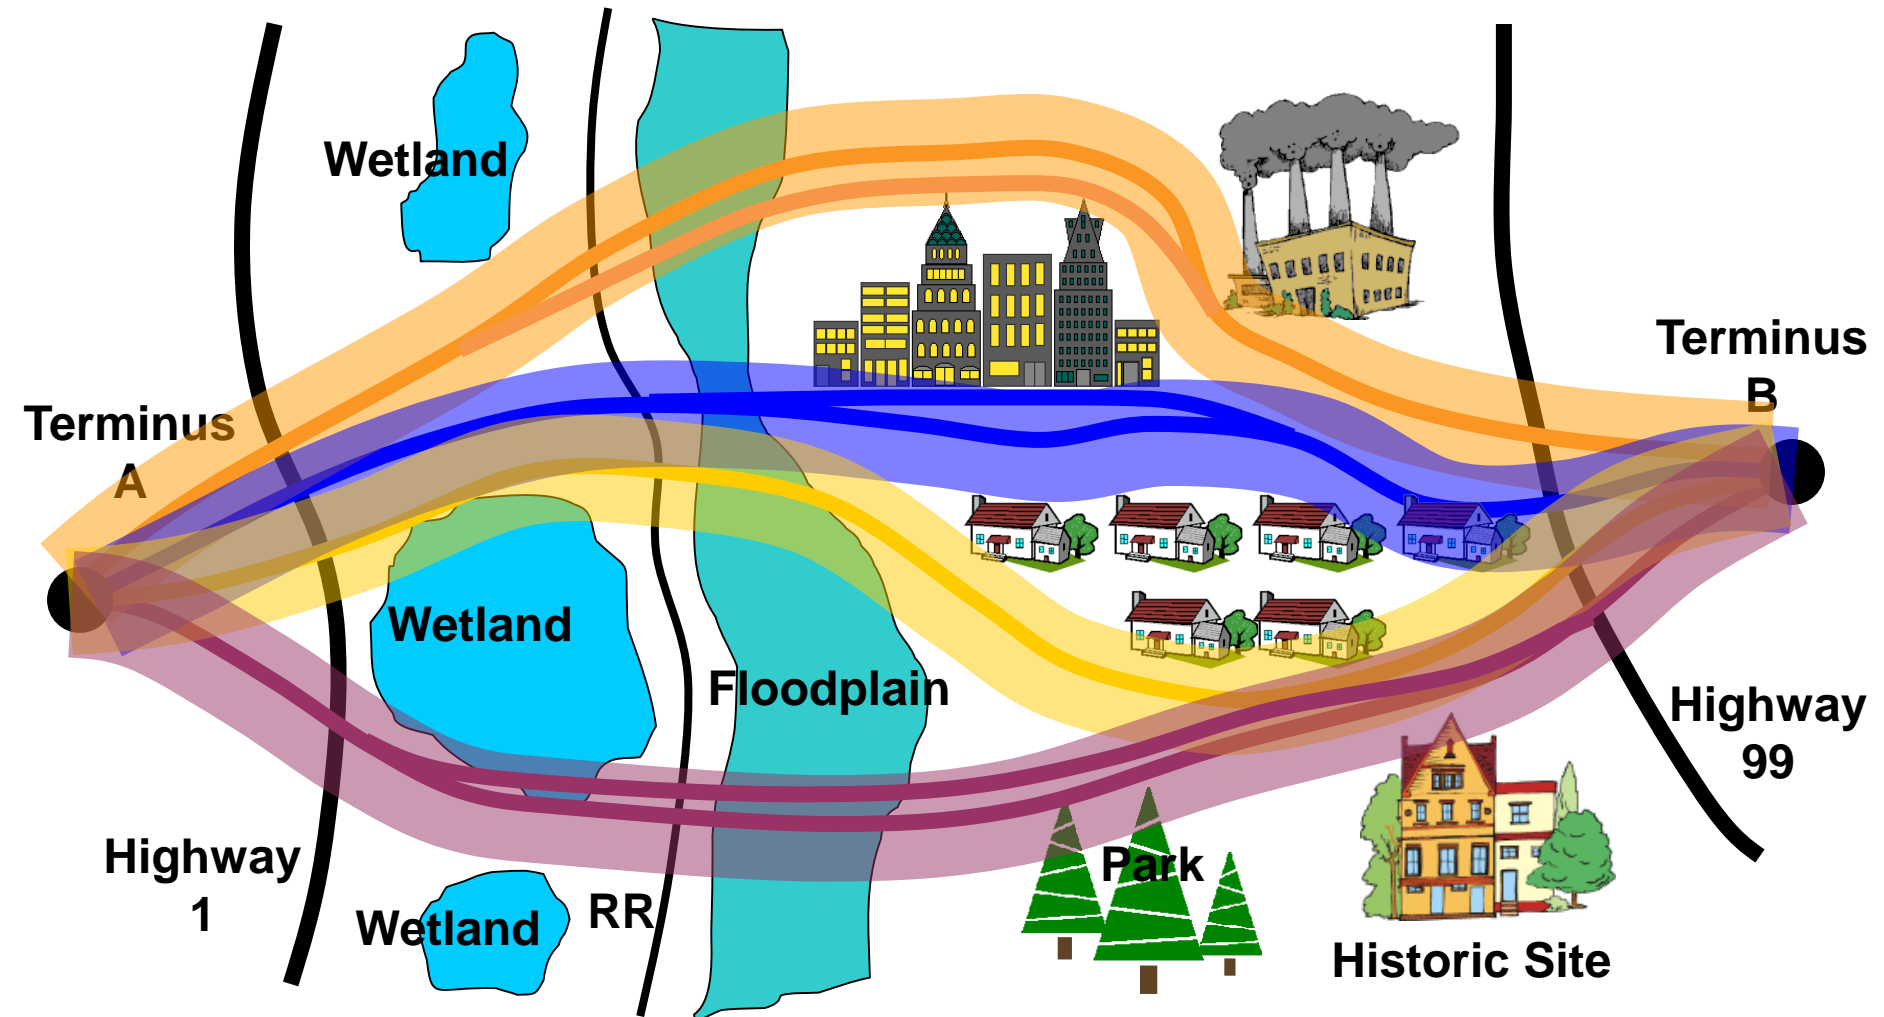 Wetland
Terminus
B
Terminus
A
Wetland
Floodplain
Highway
99
Highway
1
Park
RR
Wetland
Historic Site